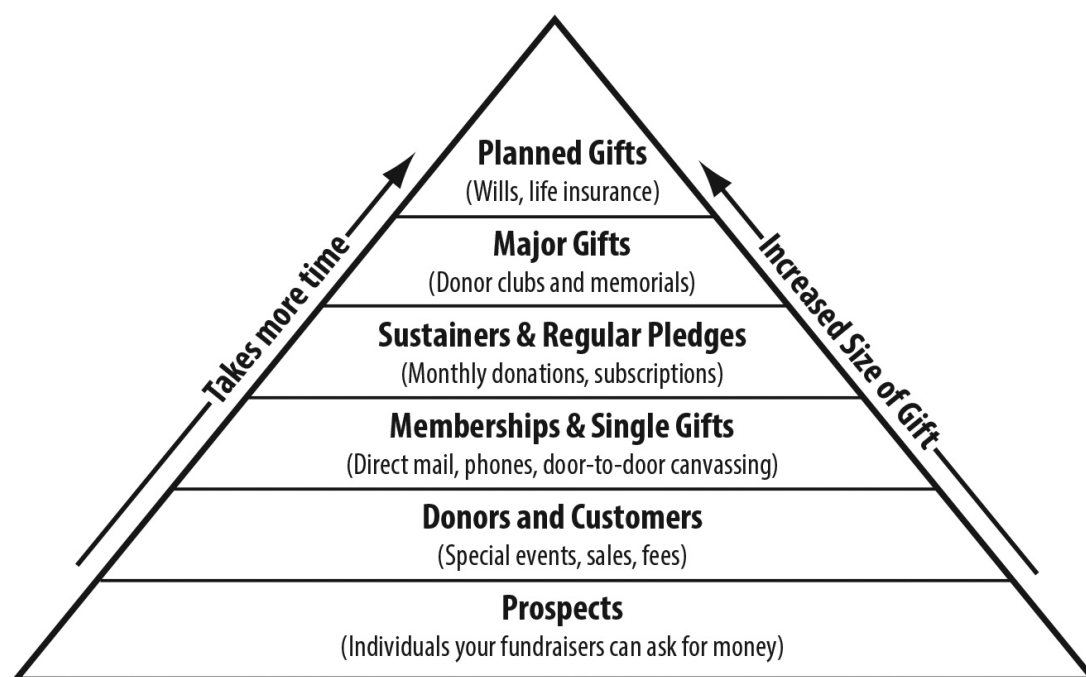 Planned Gifts
(Wills, life insurance)
Major Gifts
(Donor clubs and memorials)
Sustainers & Regular Pledges
(Monthly donations, subscriptions)
Memberships & Single Gifts
(Direct mail, phones, door-to-door canvassing)
Donors and Customers
(Special events, sales, fees)
Prospects
(Individuals your fundraisers can ask for money)
Takes more time
Increased Size of Gift